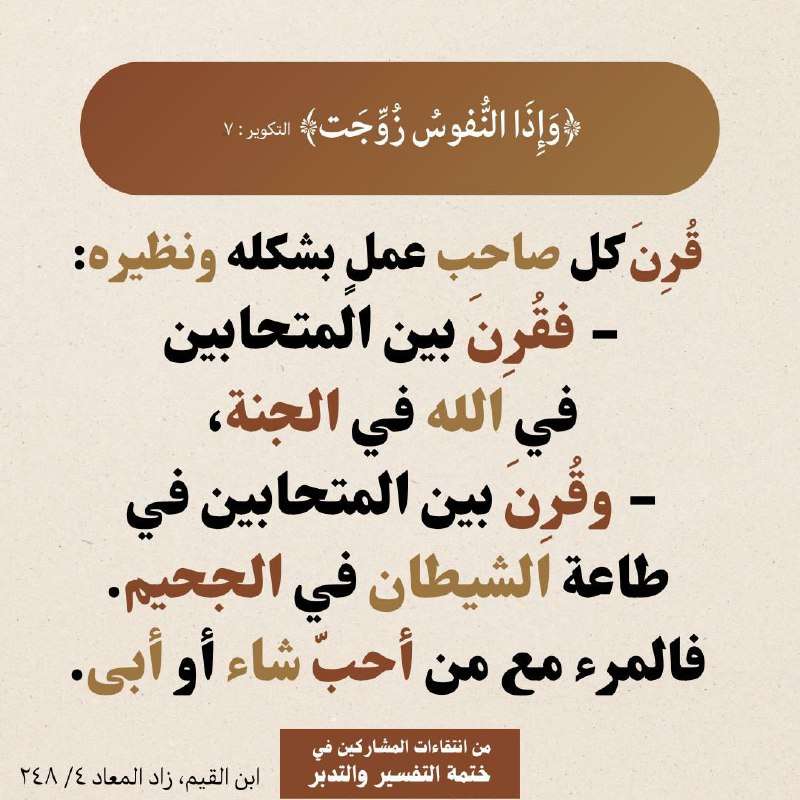 ﴿وَإِذَا النُّفوسُ زُوِّجَت﴾ التكوير: ٧
قُرِنَ كل صاحب عملٍ بشكله ونظيره:
- فقُرِنَ بين المتحابين
في الله في الجنة،
- وقُرِنَ بين المتحابين في
طاعة الشيطان في الجحيم.
فالمرء مع من أحبّ شاء أو أبى.
من انتقاءات المشاركين في
ختمة التفسير والتدبر
ابن القيم، زاد المعاد ٤/ ٢٤٨